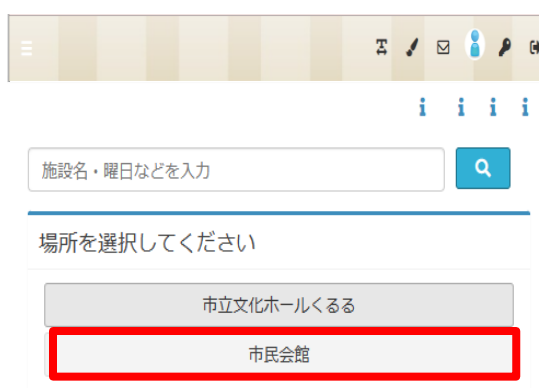 施設名・曜日などを入力
場所を選択してください
市立文化ホールくるる
市民会館